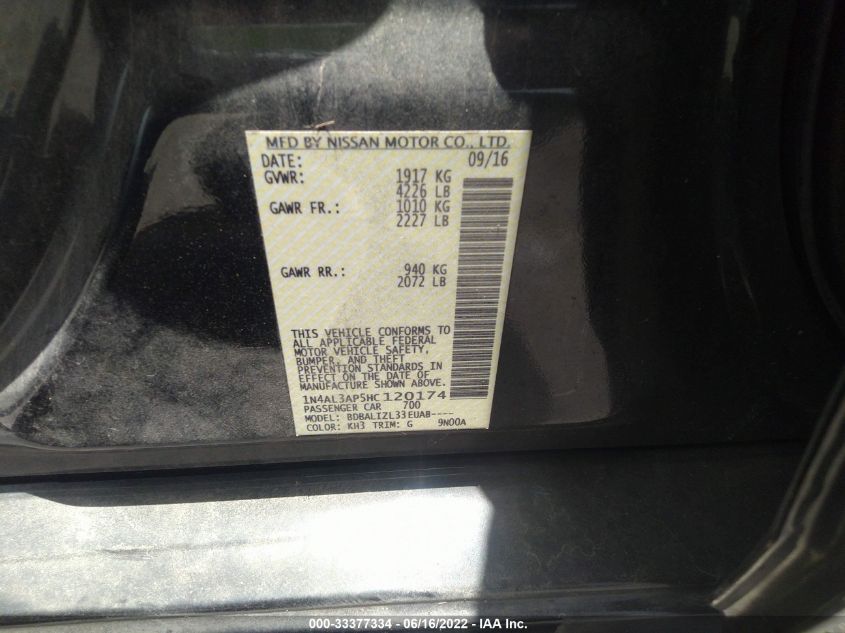 MFD BY NISSAN MOTOR CO., LTD.
DATE: 09/16
GVWR: 1917 KG
4226 LB
GAWR FR.: 1010 KG
2227 LB
GAWR RR.: 940 KG
2072 LB
THIS VEHICLE CONFORMS TO
ALL APPLICABLE FEDERAL
MOTOR VEHICLE SAFETY,
BUMPER, AND THEFT
PREVENTION STANDARDS IN
EFFECT ON THE DATE OF
MANUFACTURE SHOWN ABOVE.
1N4AL3AP5HC120174
PASSENGER CAR 700
MODEL: BDBALIZL33EUAB----
COLOR: KH3 TRIM: G 9N00A
000-33377334 - 06/16/2022 - IAA Inc.